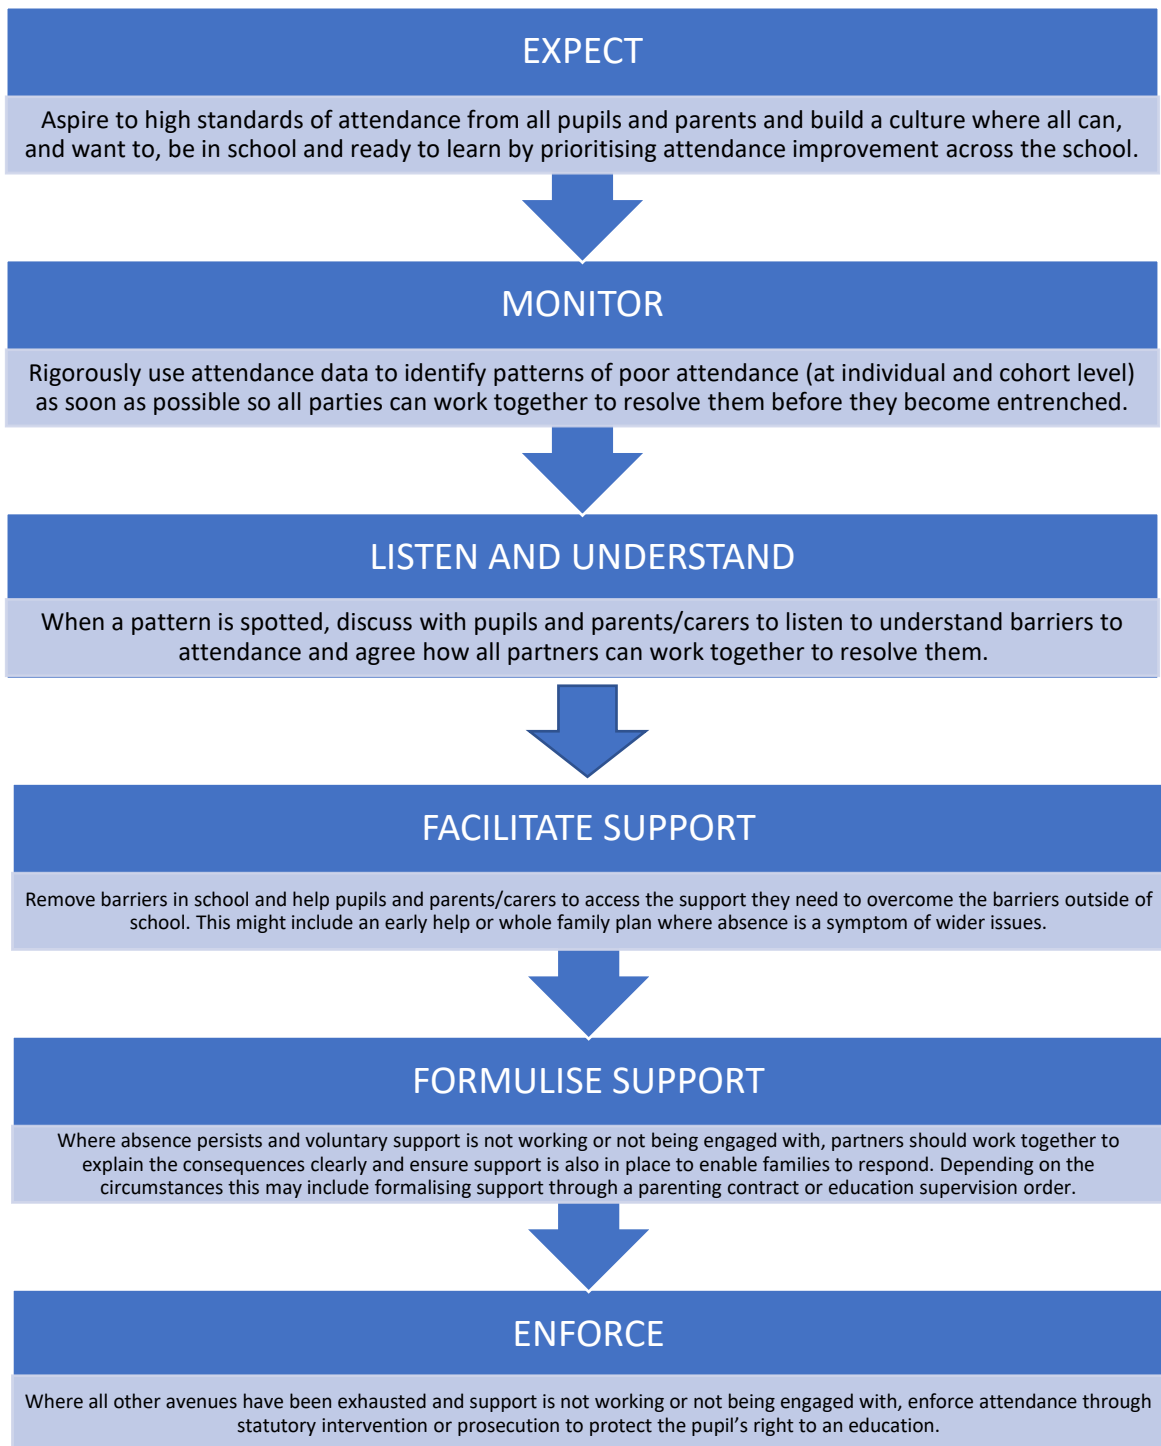 EXPECT
Aspire to high standards of attendance from all pupils and parents and build a culture where all can,
and want to, be in school and ready to learn by prioritising attendance improvement across the school.
MONITOR
Rigorously use attendance data to identify patterns of poor attendance (at individual and cohort level)
as soon as possible so all parties can work together to resolve them before they become entrenched.
LISTEN AND UNDERSTAND
When a pattern is spotted, discuss with pupils and parents/carers to listen to understand barriers to
attendance and agree how all partners can work together to resolve them.
FACILITATE SUPPORT
Remove barriers in school and help pupils and parents/carers to access the support they need to overcome the barriers outside of
school. This might include an early help or whole family plan where absence is a symptom of wider issues.
FORMULISE SUPPORT
Where absence persists and voluntary support is not working or not being engaged with, partners should work together to
explain the consequences clearly and ensure support is also in place to enable families to respond. Depending on the
circumstances this may include formalising support through a parenting contract or education supervision order.
ENFORCE
Where all other avenues have been exhausted and support is not working or not being engaged with, enforce attendance through
statutory intervention or prosecution to protect the pupil’s right to an education.